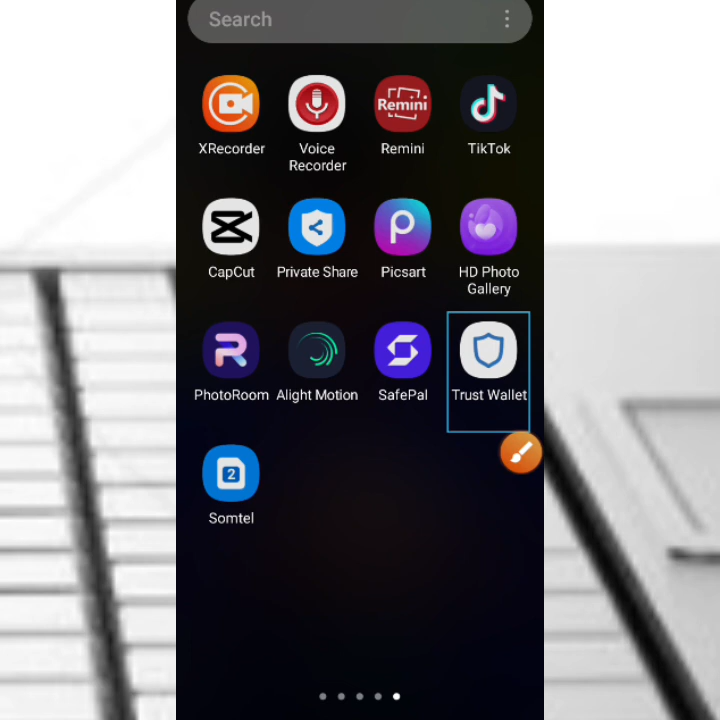 Search
Remini
XRecorder
Voice
Recorder
Remini
TikTok
CapCut
Private Share
Picsart
HD Photo
Gallery
PhotoRoom
Alight Motion
SafePal
Trust Wallet
2
Somtel